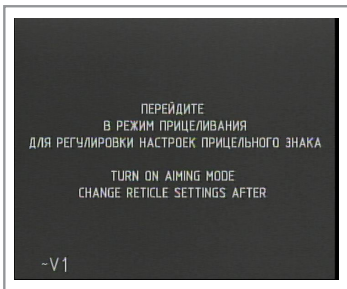 ПЕРЕЙДИТЕ
В РЕЖИМ ПРИЦЕЛИВАНИЯ
ДЛЯ РЕГУЛИРОВКИ НАСТРОЕК ПРИЦЕЛЬНОГО ЗНАКА
TURN ON AIMING MODE
CHANGE RETICLE SETTINGS AFTER
~V1